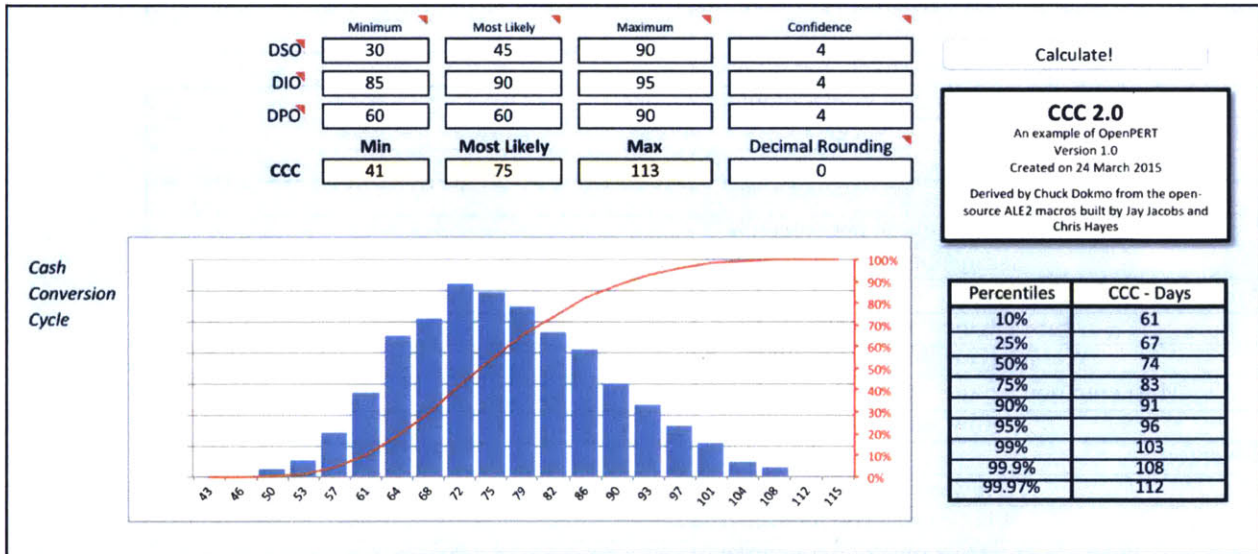 Minimum Most Likely Maximum Confidence
DSO 30 45 90 4
DIO 85 90 95 4
DPO 60 60 90 4
Min Most Likely Max Decimal Rounding
CCC 41 75 113 0
Calculate!
CCC 2.0
An example of OpenPERT
Version 1.0
Created on 24 March 2015
Derived by Chuck Dokmo from the open-
source ALE2 macros built by Jay Jacobs and
Chris Hayes
Cash
Conversion
Cycle
100%
90%
80%
70%
60%
50%
40%
30%
20%
10%
0%
43 46 50 53 57 61 64 68 72 75 79 82 86 90 93 97 101 104 108 112 115
Percentiles CCC - Days
10% 61
25% 67
50% 74
75% 83
90% 91
95% 96
99% 103
99.9% 108
99.97% 112